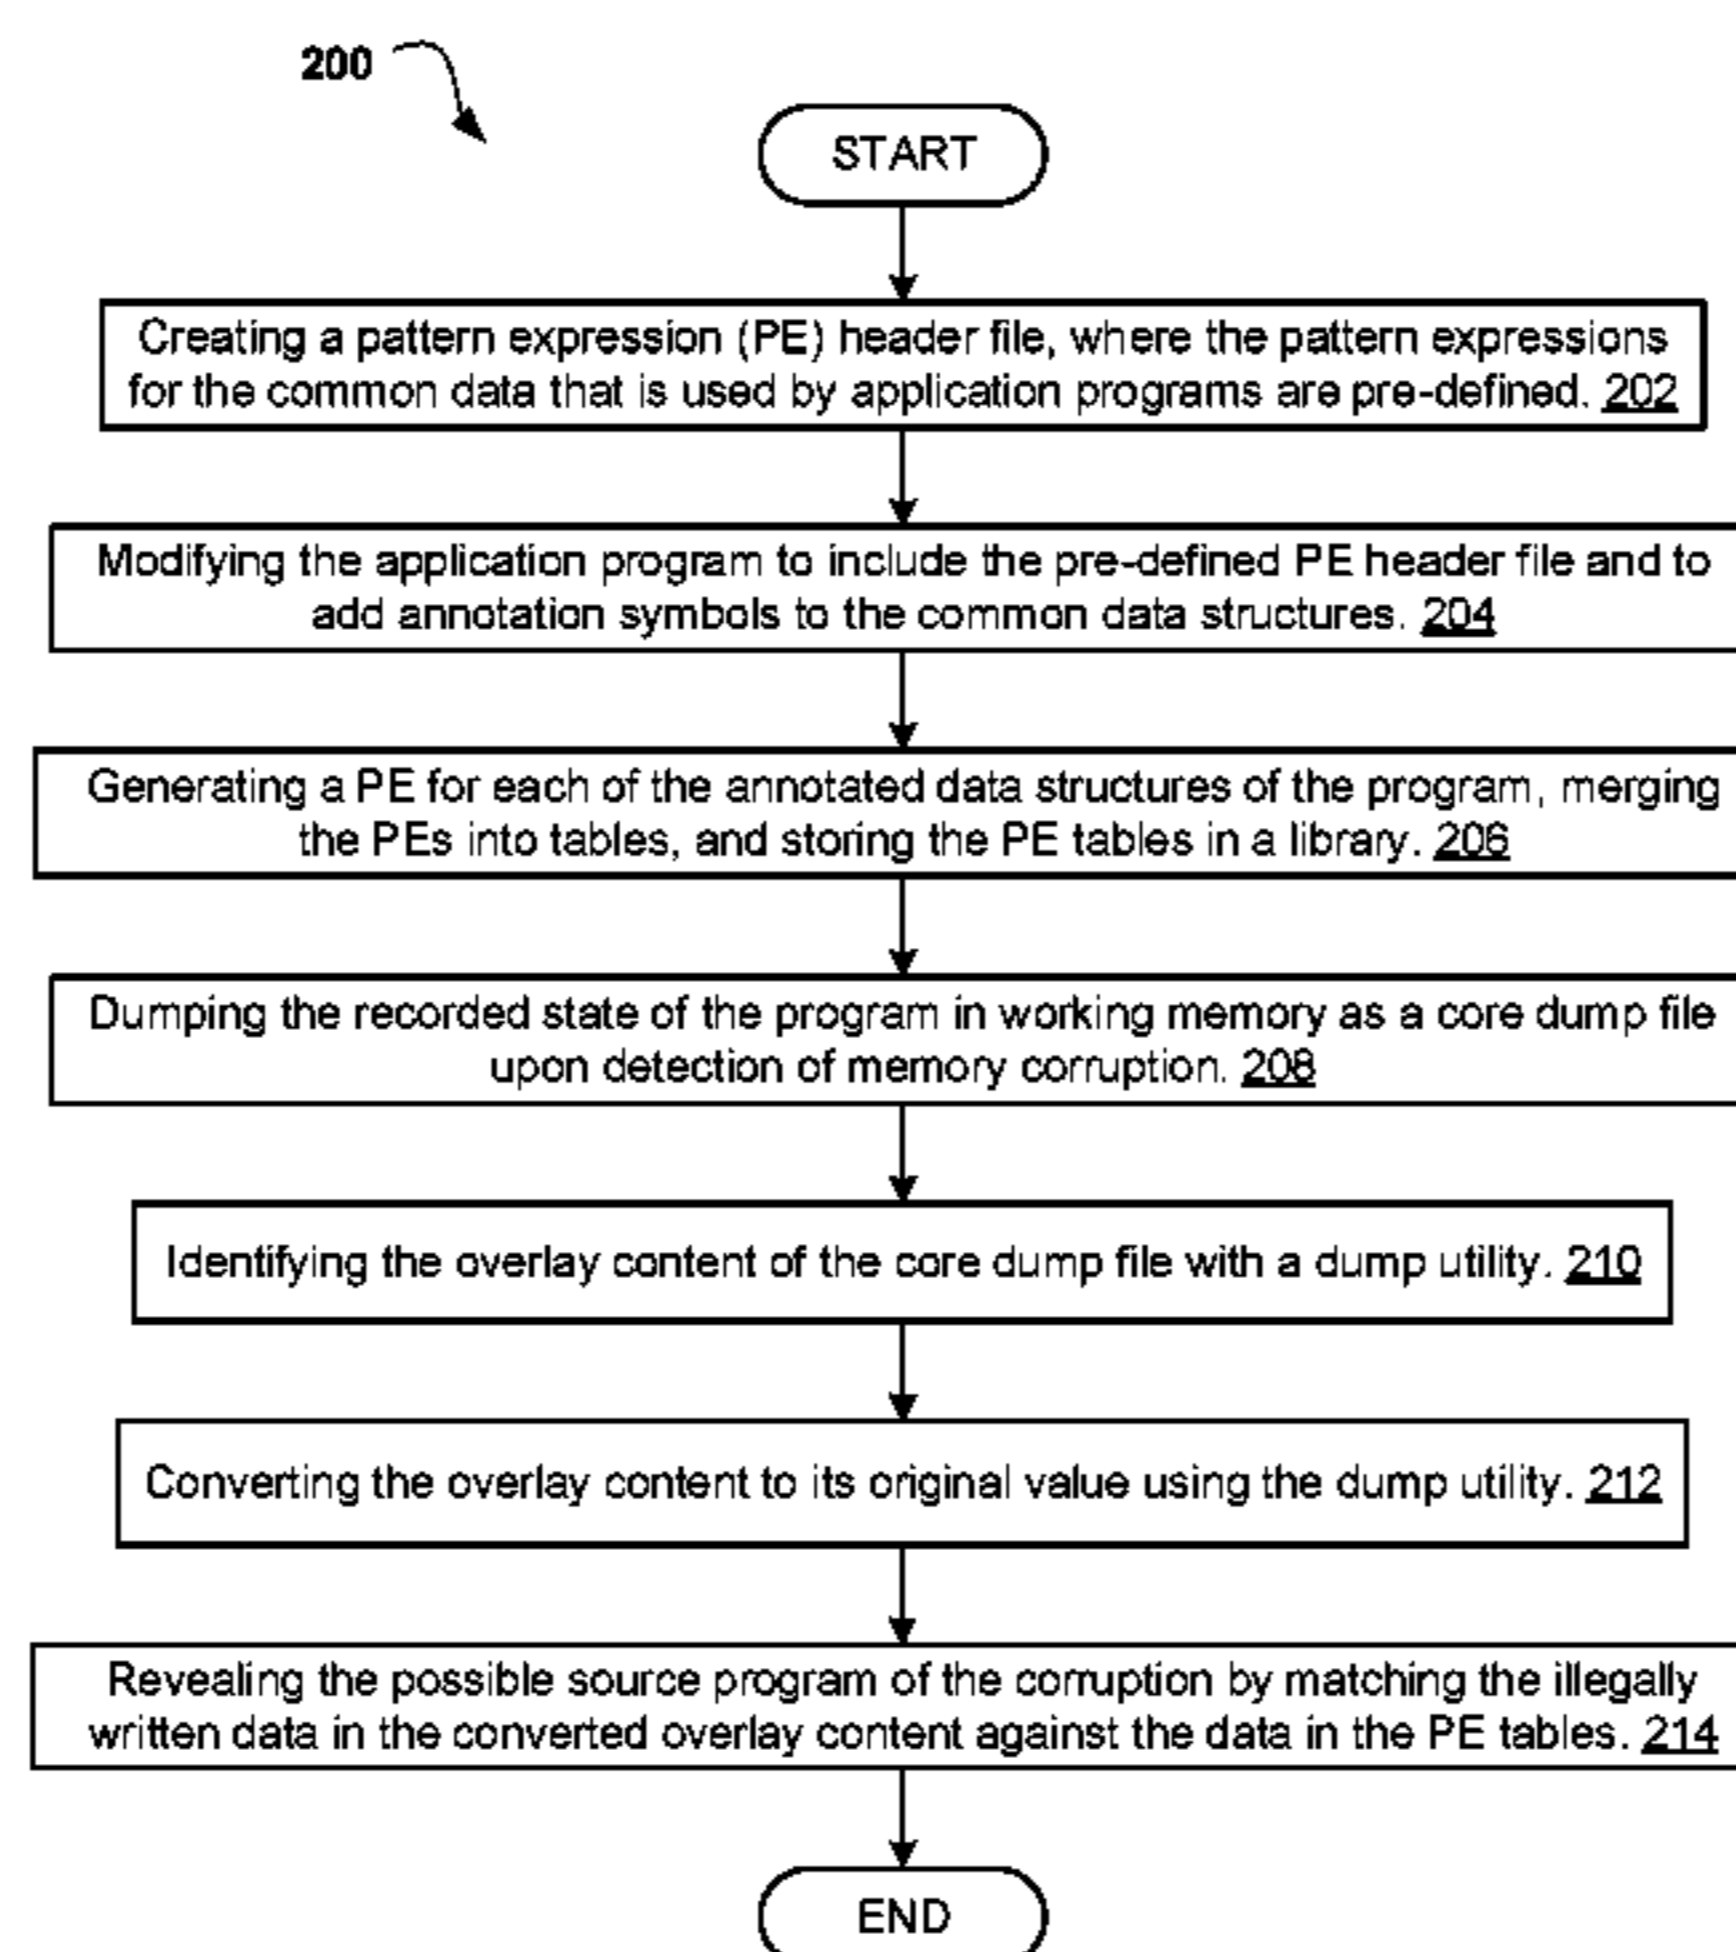 200
START
Creating a pattern expression (PE) header file, where the pattern expressions
for the common data that is used by application programs are pre-defined. 202
Modifying the application program to include the pre-defined PE header file and to
add annotation symbols to the common data structures. 204
Generating a PE for each of the annotated data structures of the program, merging
the PEs into tables, and storing the PE tables in a library. 206
Dumping the recorded state of the program in working memory as a core dump file
upon detection of memory corruption. 208
Identifying the overlay content of the core dump file with a dump utility. 210
Converting the overlay content to its original value using the dump utility. 212
Revealing the possible source program of the corruption by matching the illegally
written data in the converted overlay content against the data in the PE tables. 214
END